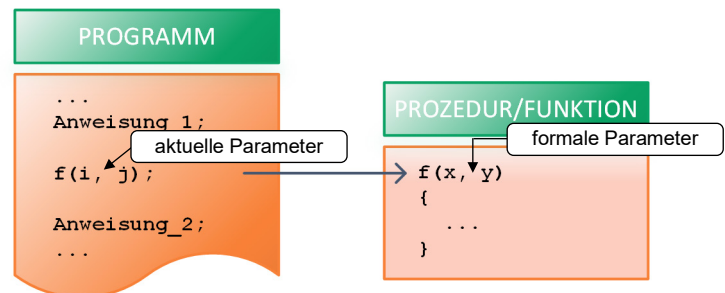 PROGRAMM
...
Anweisung_1;
aktuelle Parameter
f(i, j);
Anweisung_2;
...
PROZEDUR/FUNKTION
formale Parameter
f(x, y)
{
...
}